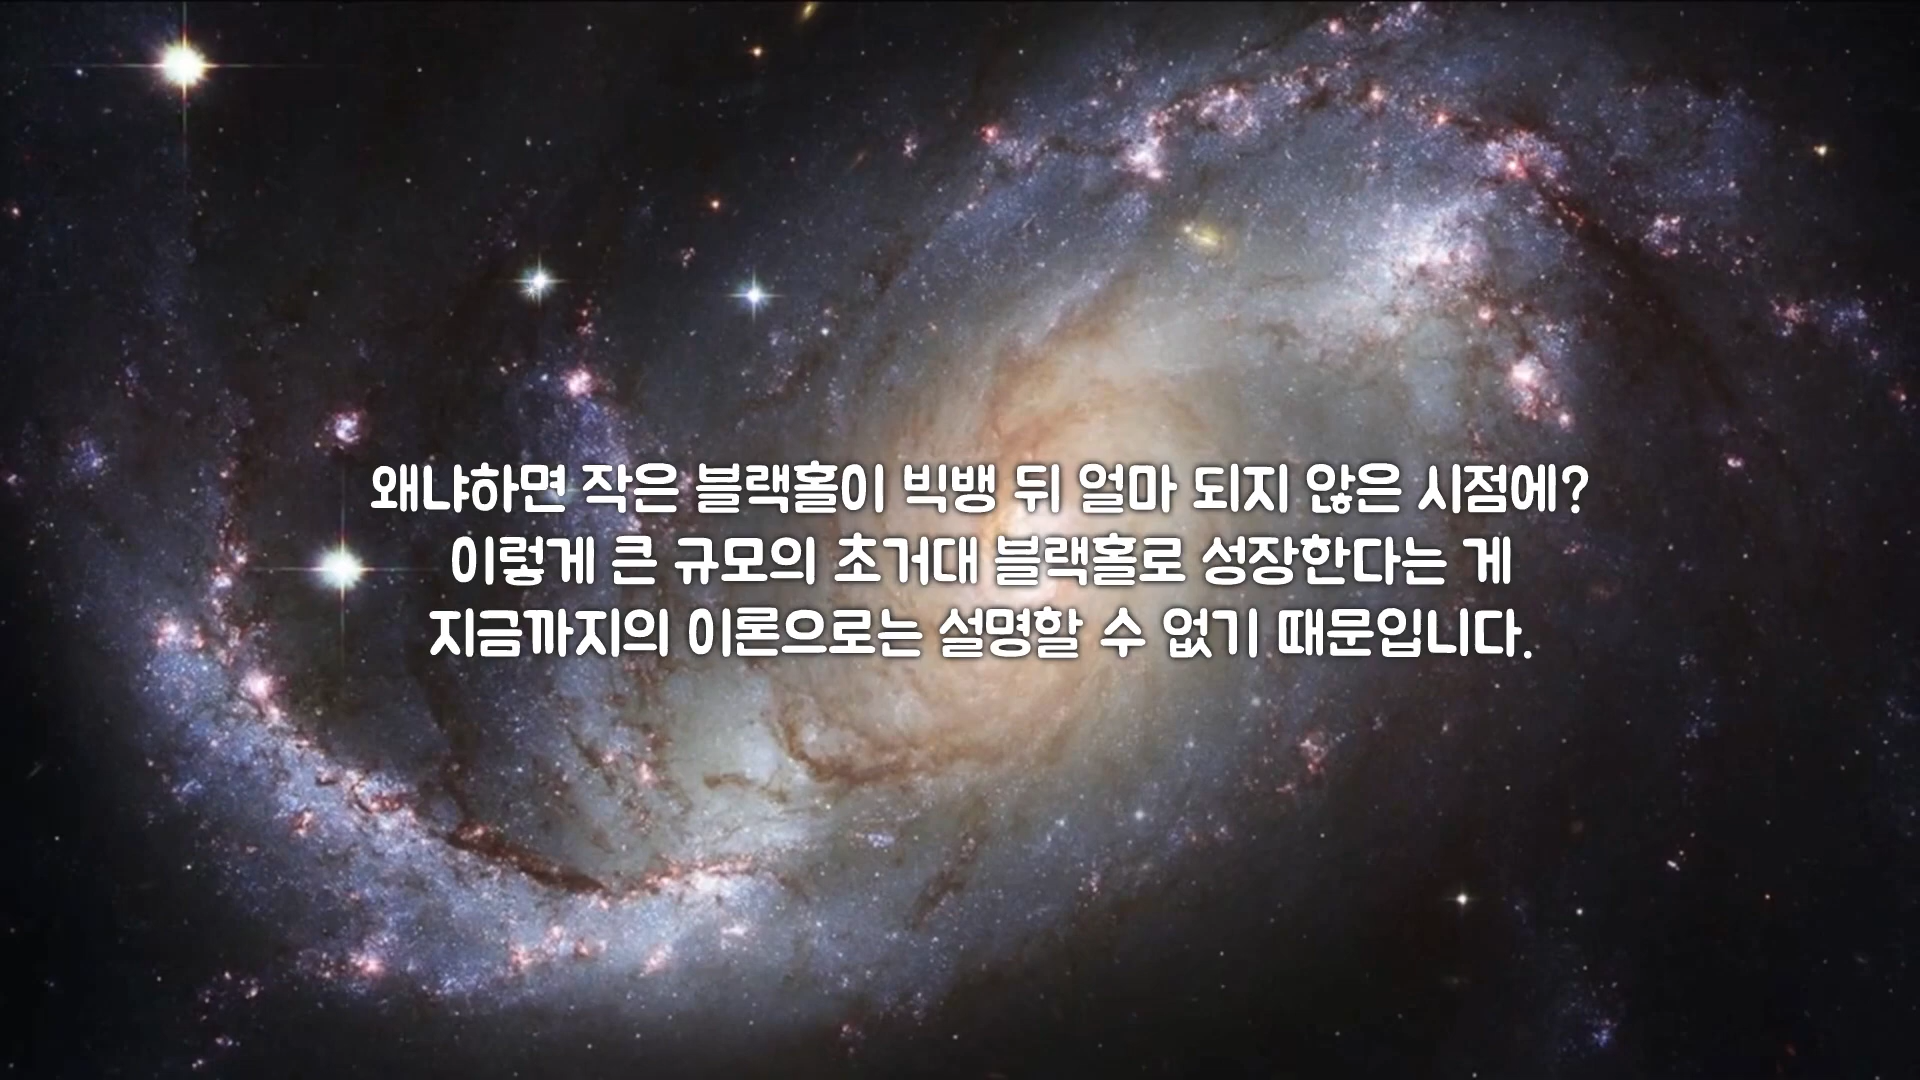 왜냐하면 작은 블랙홀이 빅뱅 뒤 얼마 되지 않은 시점에?
이렇게 큰 규모의 초거대 블랙홀로 성장한다는 게
지금까지의 이론으로는 설명할 수 없기 때문입니다.